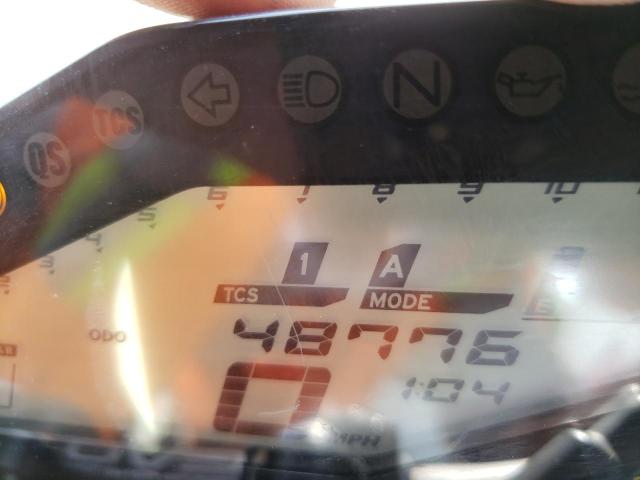 QS TCS N
5 6 7 8 9 10
1 A
TCS MODE
ODO 48776
0 MPH 1:04